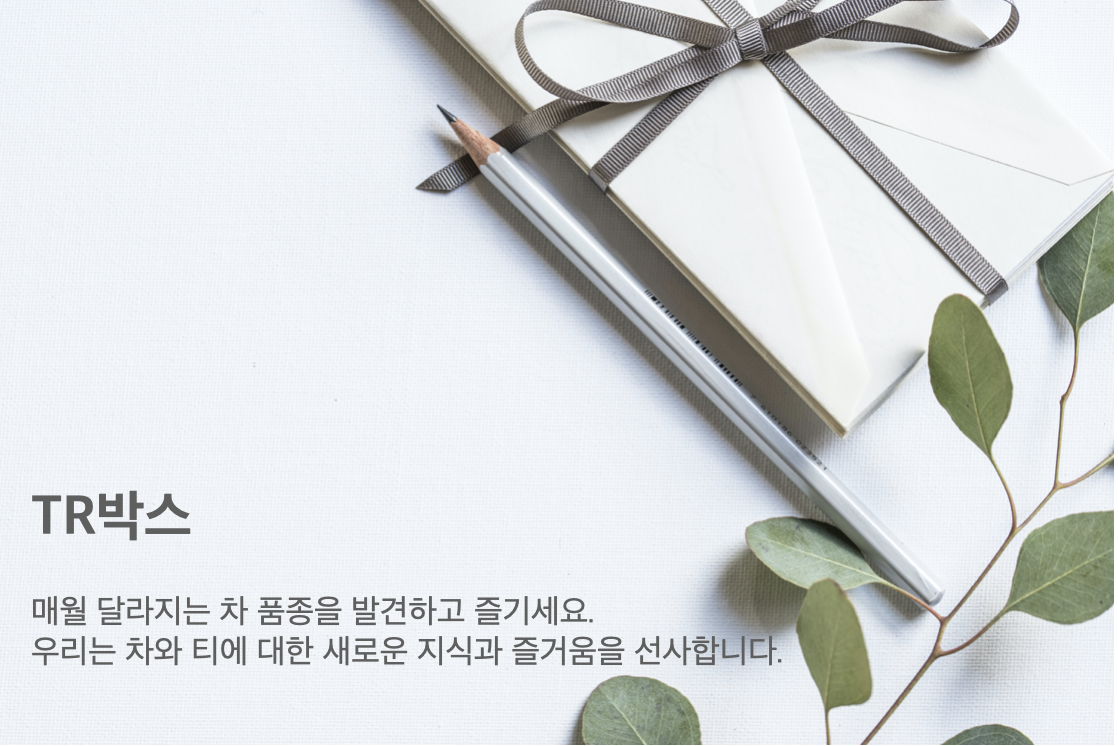 TR박스
매월 달라지는 차 품종을 발견하고 즐기세요.
우리는 차와 티에 대한 새로운 지식과 즐거움을 선사합니다.